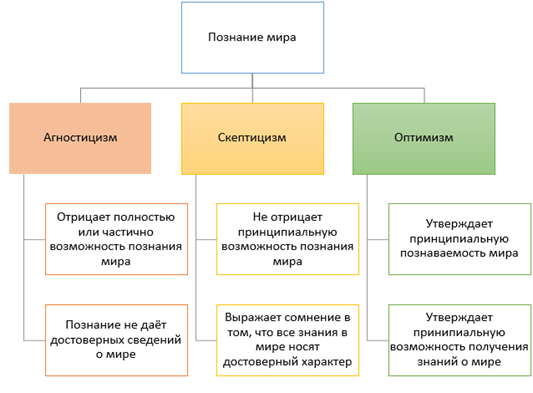 Познание мира
Агностицизм
Скептицизм
Оптимизм
Отрицает полностью
или частично
возможность познания
мира
Не отрицает
принципиальную
возможность познания
мира
Утверждает
принципиальную
познаваемость мира
Познание не даёт
достоверных сведений
о мире
Выражает сомнение в
том, что все знания в
мире носят
достоверный характер
Утверждает
принипиальную
возможность получения
знаний о мире